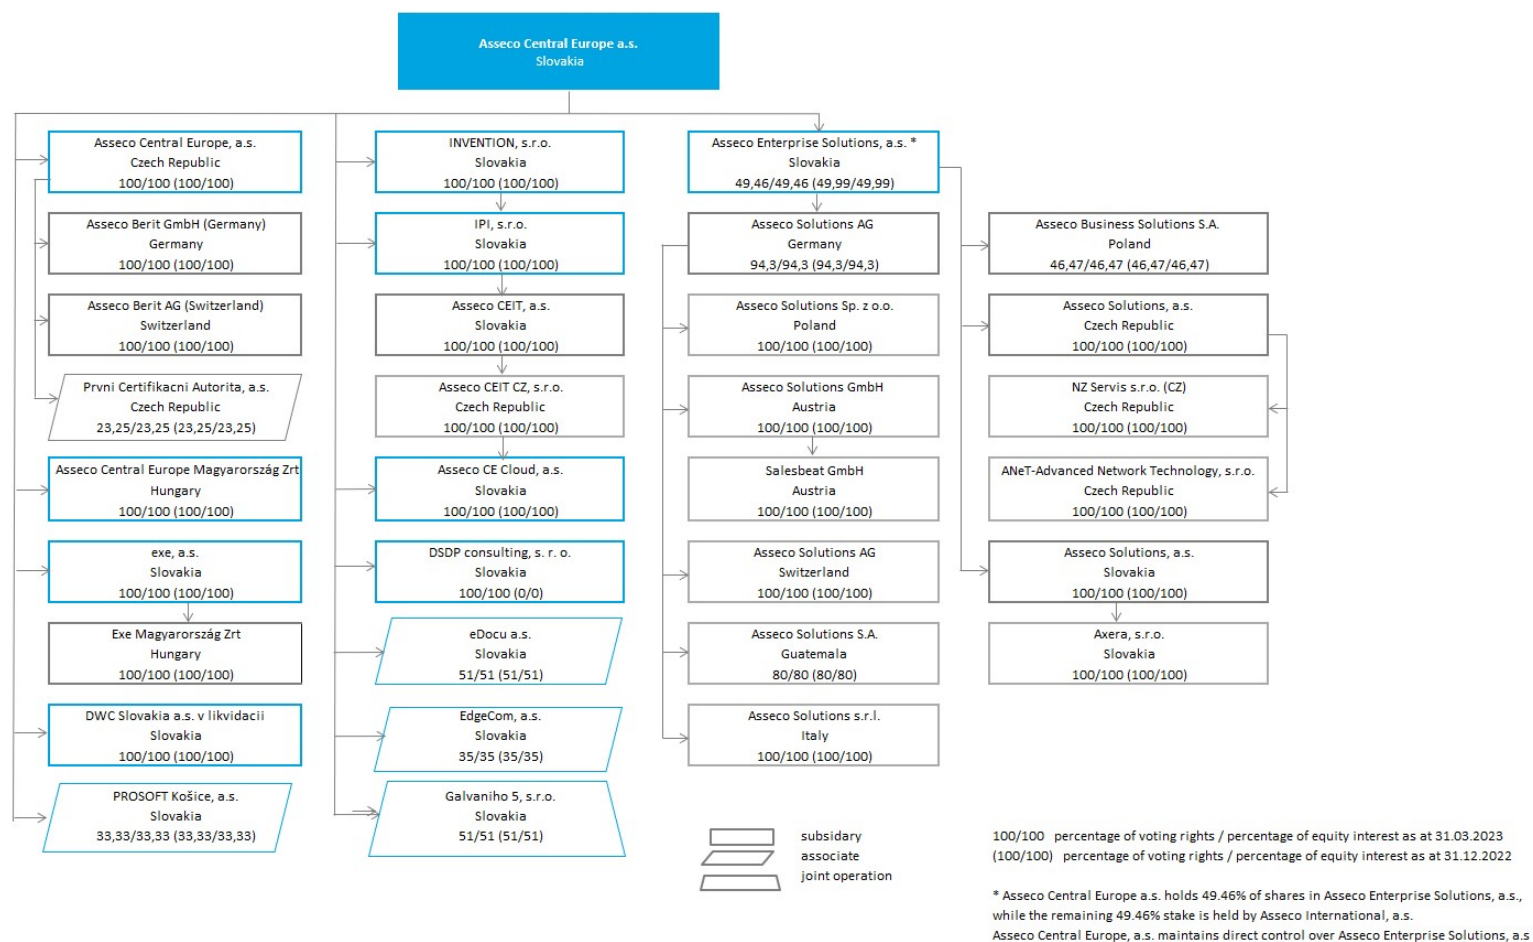 Asseco Central Europe a.s.
Slovakia
Asseco Central Europe, a.s.
Czech Republic
100/100 (100/100)
Asseco Berit GmbH (Germany)
Germany
100/100 (100/100)
Asseco Berit AG (Switzerland)
Switzerland
100/100 (100/100)
Prvni Certifikacni Autorita, a.s.
Czech Republic
23,25/23,25 (23,25/23,25)
Asseco Central Europe Magyarország Zrt
Hungary
100/100 (100/100)
exe, a.s.
Slovakia
100/100 (100/100)
Exe Magyarország Zrt
Hungary
100/100 (100/100)
DWC Slovakia a.s. v likvidacii
Slovakia
100/100 (100/100)
PROSOFT Košice, a.s.
Slovakia
33,33/33,33 (33,33/33,33)
INVENTION, s.r.o.
Slovakia
100/100 (100/100)
IPI, s.r.o.
Slovakia
100/100 (100/100)
Asseco CEIT, a.s.
Slovakia
100/100 (100/100)
Asseco CEIT CZ, s.r.o.
Czech Republic
100/100 (100/100)
Asseco CE Cloud, a.s.
Slovakia
100/100 (100/100)
DSDP consulting, s. r. o.
Slovakia
100/100 (0/0)
eDocu a.s.
Slovakia
51/51 (51/51)
EdgeCom, a.s.
Slovakia
35/35 (35/35)
Galvaniho 5, s.r.o.
Slovakia
51/51 (51/51)
Asseco Enterprise Solutions, a.s. *
Slovakia
49,46/49,46 (49,99/49,99)
Asseco Solutions AG
Germany
94,3/94,3 (94,3/94,3)
Asseco Solutions Sp. z o.o.
Poland
100/100 (100/100)
Asseco Solutions GmbH
Austria
100/100 (100/100)
Salesbeat GmbH
Austria
100/100 (100/100)
Asseco Solutions AG
Switzerland
100/100 (100/100)
Asseco Solutions S.A.
Guatemala
80/80 (80/80)
Asseco Solutions s.r.l.
Italy
100/100 (100/100)
Asseco Business Solutions S.A.
Poland
46,47/46,47 (46,47/46,47)
Asseco Solutions, a.s.
Czech Republic
100/100 (100/100)
NZ Servis s.r.o. (CZ)
Czech Republic
100/100 (100/100)
ANeT-Advanced Network Technology, s.r.o.
Czech Republic
100/100 (100/100)
Asseco Solutions, a.s.
Slovakia
100/100 (100/100)
Axera, s.r.o.
Slovakia
100/100 (100/100)
subsidary
associate
joint operation
100/100 percentage of voting rights / percentage of equity interest as at 31.03.2023
(100/100) percentage of voting rights / percentage of equity interest as at 31.12.2022
* Asseco Central Europe a.s. holds 49.46% of shares in Asseco Enterprise Solutions, a.s.,
while the remaining 49.46% stake is held by Asseco International, a.s.
Asseco Central Europe, a.s. maintains direct control over Asseco Enterprise Solutions, a.s